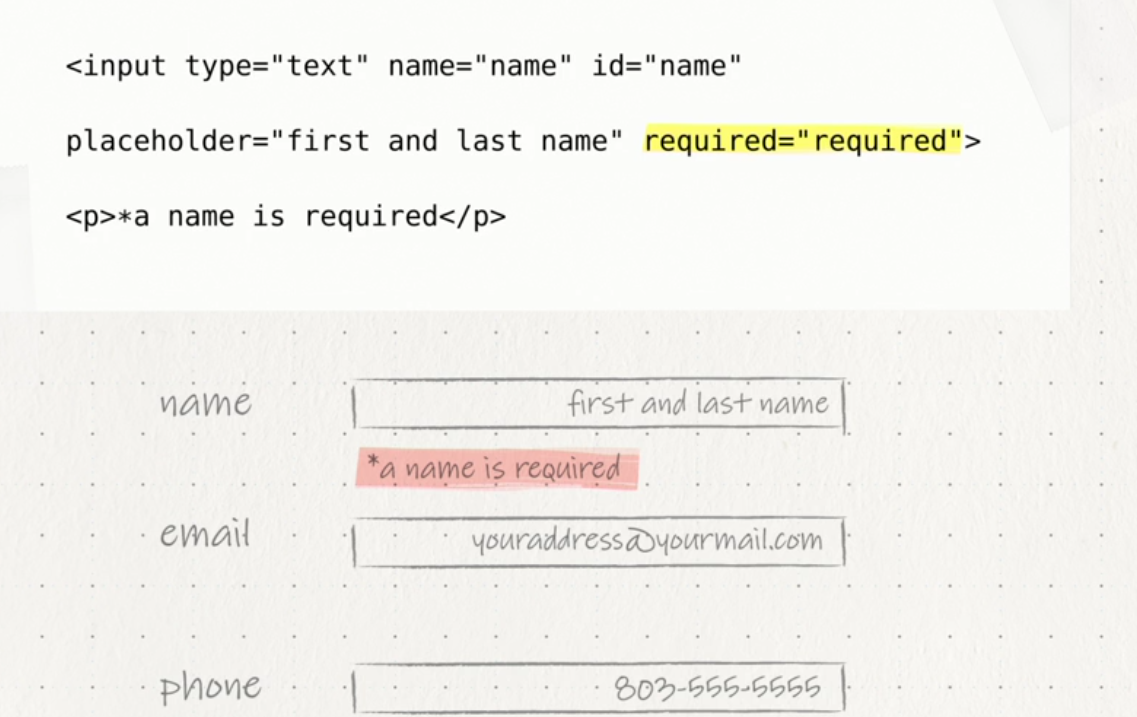 <input type="text" name="name" id="name"
placeholder="first and last name" required="required">
<p>*a name is required</p>
name first and last name
*a name is required
email youraddress@yourmail.com
phone 803-555-5555